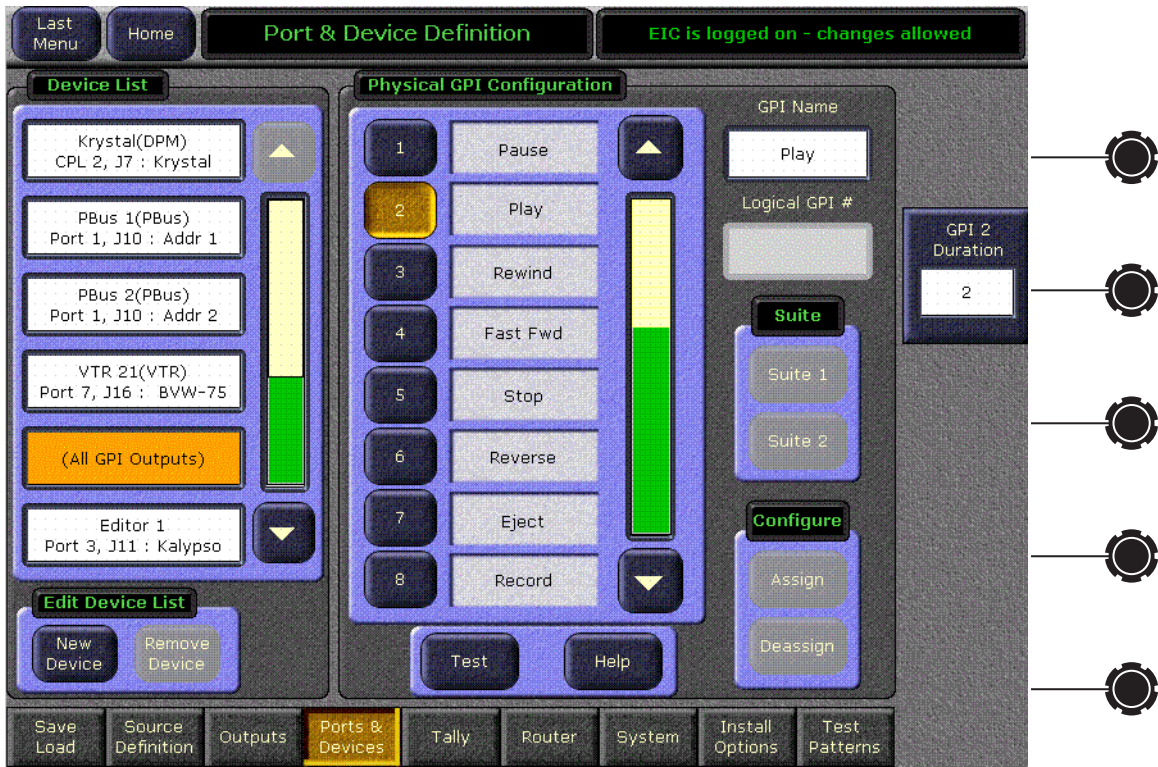 Last
Menu
Home
Port & Device Definition
EIC is logged on - changes allowed
Device List
Krystal(DPM)
CPL 2, J7 : Krystal
PBus 1(PBus)
Port 1, J10 : Addr 1
PBus 2(PBus)
Port 1, J10 : Addr 2
VTR 21(VTR)
Port 7, J16 : BVW-75
(All GPI Outputs)
Editor 1
Port 3, J11 : Kalypso
Edit Device List
New
Device
Remove
Device
Physical GPI Configuration
1 Pause
2 Play
3 Rewind
4 Fast Fwd
5 Stop
6 Reverse
7 Eject
8 Record
Test
Help
GPI Name
Play
Logical GPI #
Suite
Suite 1
Suite 2
Configure
Assign
Deassign
GPI 2
Duration
2
Save
Load
Source
Definition
Outputs
Ports &
Devices
Tally
Router
System
Install
Options
Test
Patterns